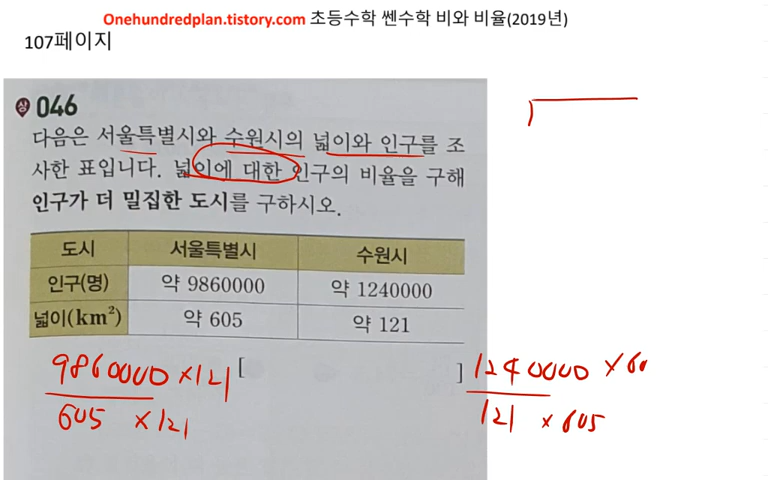 Onehundredplan.tistory.com 초등수학 쎈수학 비와 비율(2019년)
107페이지
상 046
다음은 서울특별시와 수원시의 넓이와 인구를 조
사한 표입니다. 넓이에 대한 인구의 비율을 구해
인구가 더 밀집한 도시를 구하시오.
도시 서울특별시 수원시
인구(명) 약 9860000 약 1240000
넓이(km²) 약 605 약 121
[ ]
9860000 × 121
605 × 121
1240000 × 60
121 × 605